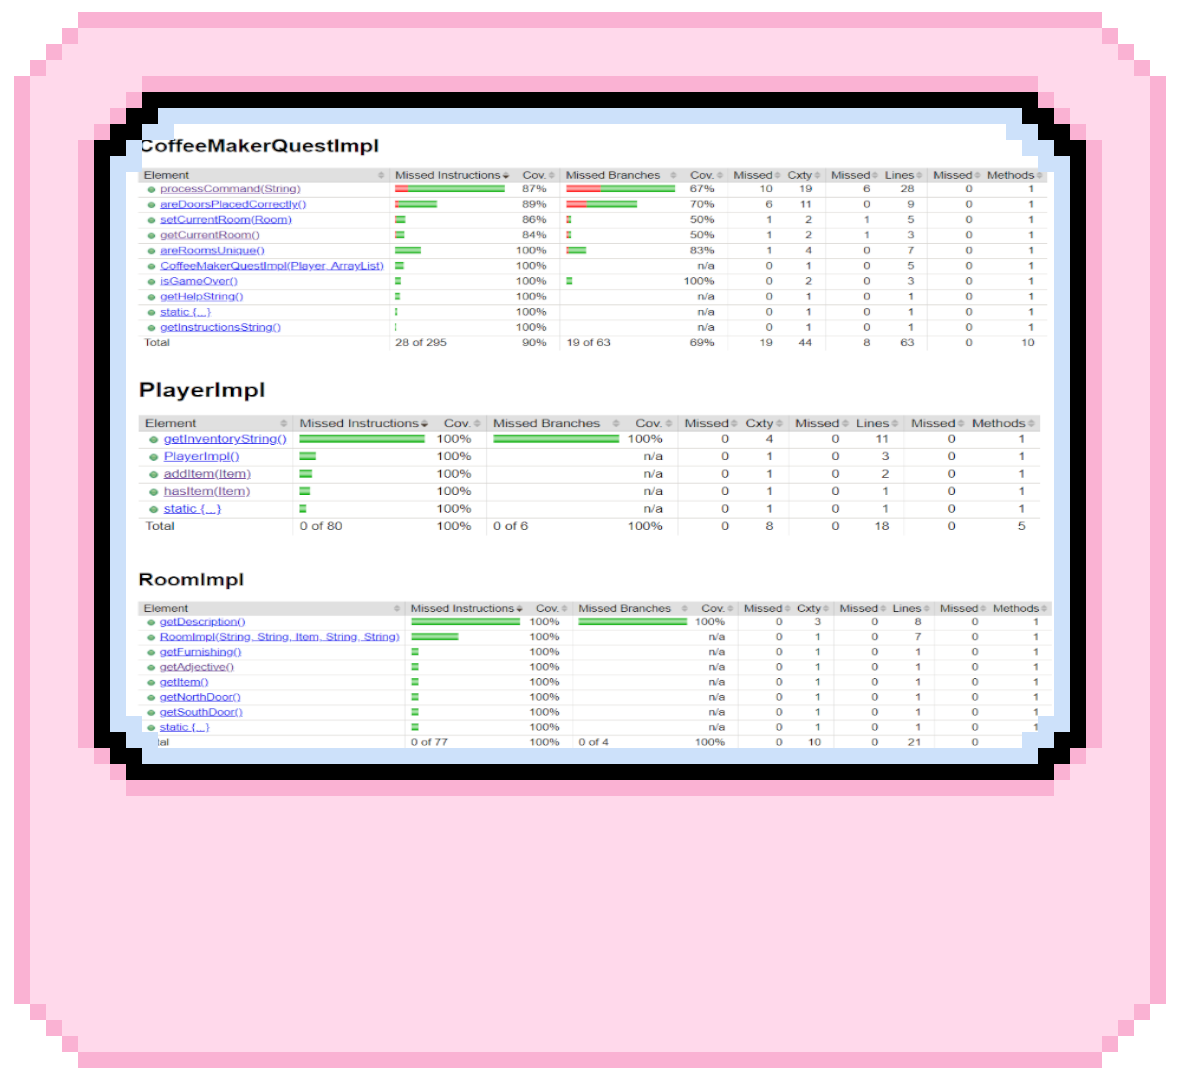 CoffeeMakerQuestImpl
Element Missed Instructions Cov. Missed Branches Cov. Missed Cxty Missed Lines Missed Methods
processCommand(String) 87% 67% 10 19 6 28 0 1
areDoorsPlacedCorrectly() 89% 70% 6 11 0 9 0 1
setCurrentRoom(Room) 86% 50% 1 2 1 5 0 1
getCurrentRoom() 84% 50% 1 2 1 3 0 1
areRoomsUnique() 100% 83% 1 4 0 7 0 1
CoffeeMakerQuestImpl(Player, ArrayList) 100% n/a 0 1 0 5 0 1
isGameOver() 100% 100% 0 2 0 3 0 1
getHelpString() 100% n/a 0 1 0 1 0 1
static {...} 100% n/a 0 1 0 1 0 1
getInstructionsString() 100% n/a 0 1 0 1 0 1
Total 28 of 295 90% 19 of 63 69% 19 44 8 63 0 10
PlayerImpl
Element Missed Instructions Cov. Missed Branches Cov. Missed Cxty Missed Lines Missed Methods
getInventoryString() 100% 100% 0 4 0 11 0 1
PlayerImpl() 100% n/a 0 1 0 3 0 1
addItem(Item) 100% n/a 0 1 0 2 0 1
hasItem(Item) 100% n/a 0 1 0 1 0 1
static {...} 100% n/a 0 1 0 1 0 1
Total 0 of 80 100% 0 of 6 100% 0 8 0 18 0 5
RoomImpl
Element Missed Instructions Cov. Missed Branches Cov. Missed Cxty Missed Lines Missed Methods
getDescription() 100% 100% 0 3 0 8 0 1
RoomImpl(String, String, Item, String, String) 100% n/a 0 1 0 7 0 1
getFurnishing() 100% n/a 0 1 0 1 0 1
getAdjective() 100% n/a 0 1 0 1 0 1
getItem() 100% n/a 0 1 0 1 0 1
getNorthDoor() 100% n/a 0 1 0 1 0 1
getSouthDoor() 100% n/a 0 1 0 1 0 1
static {...} 100% n/a 0 1 0 1 0 1
0 of 77 100% 0 of 4 100% 0 10 0 21 0